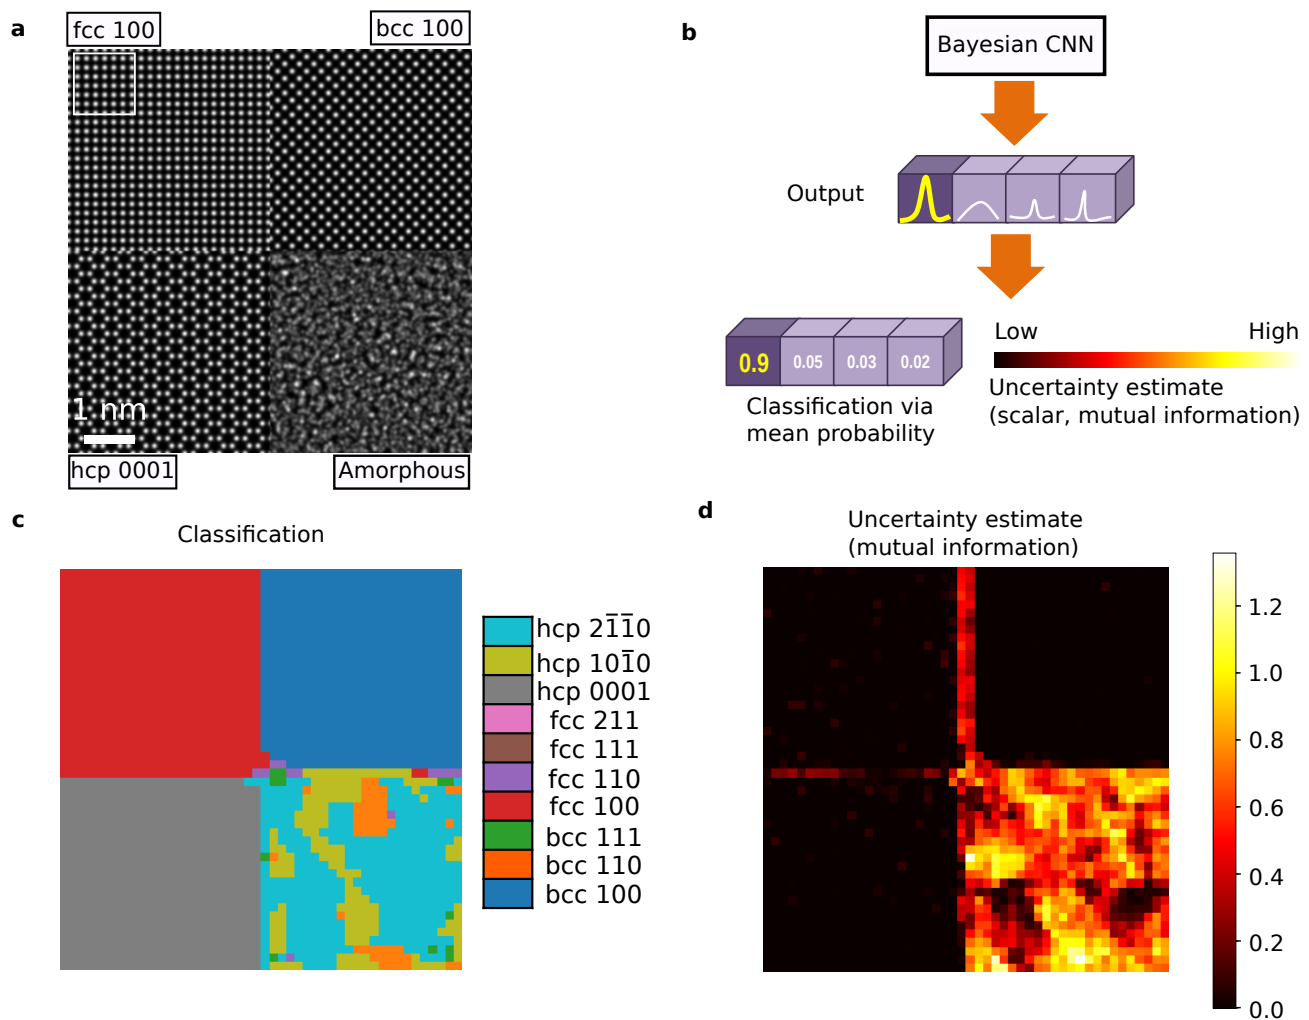 a
fcc 100
bcc 100
1 nm
hcp 0001
Amorphous
b
Bayesian CNN
Output
0.9
0.05
0.03
0.02
Classification via
mean probability
Low
High
Uncertainty estimate
(scalar, mutual information)
c
Classification
hcp 21̅1̅0
hcp 101̅0
hcp 0001
fcc 211
fcc 111
fcc 110
fcc 100
bcc 111
bcc 110
bcc 100
d
Uncertainty estimate
(mutual information)
1.2
1.0
0.8
0.6
0.4
0.2
0.0